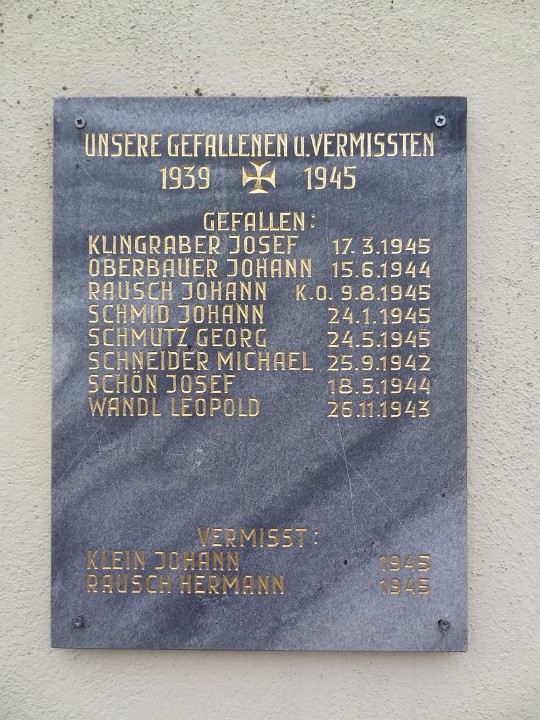 UNSERE GEFALLENEN u. VERMISSTEN
1939 1945
GEFALLEN:
KLINGRABER JOSEF 17.3.1945
OBERBAUER JOHANN 15.6.1944
RAUSCH JOHANN K.O. 9.8.1945
SCHMID JOHANN 24.1.1945
SCHMUTZ GEORG 24.5.1945
SCHNEIDER MICHAEL 25.9.1942
SCHÖN JOSEF 18.5.1944
WANDL LEOPOLD 26.11.1943
VERMISST:
KLEIN JOHANN 1945
RAUSCH HERMANN 1945